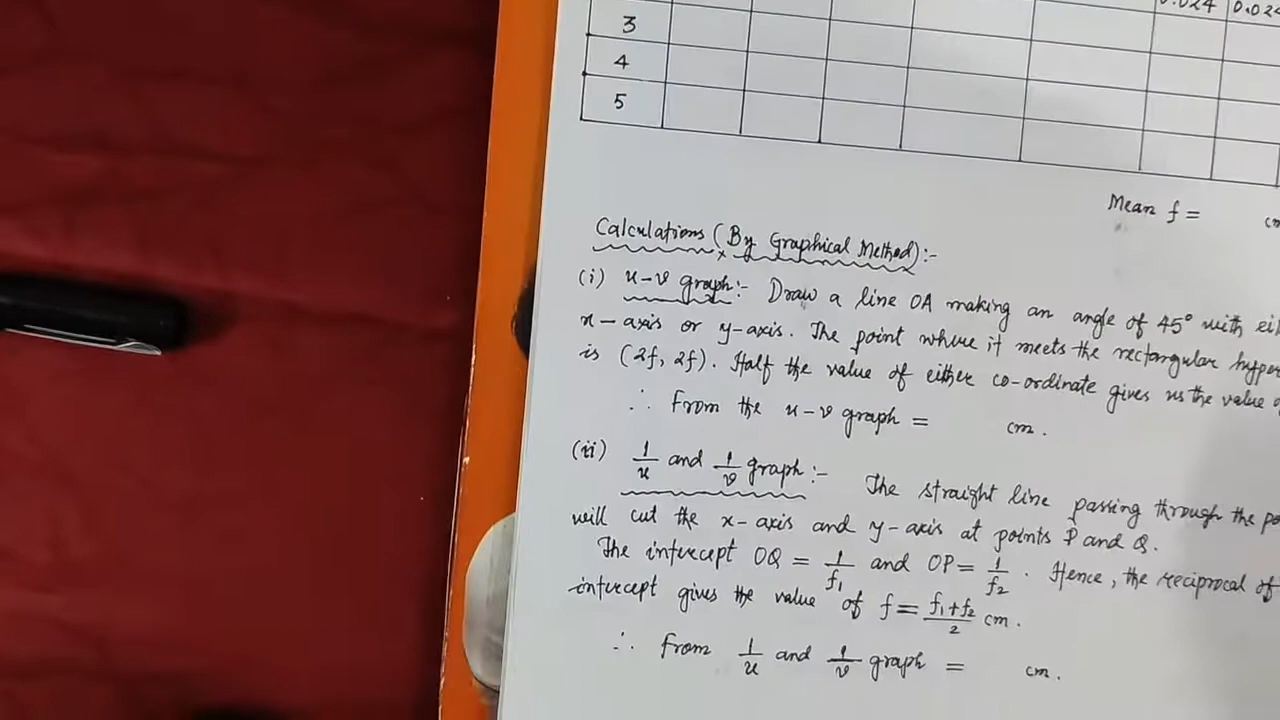 0.024 0.024
3
4
5
Mean f = cm
Calculations (By Graphical Method):-
(i) u-v graph:- Draw a line OA making an angle of 45° with
x-axis or y-axis. The point where it meets the rectangular
is (2f, 2f). Half the value of either co-ordinate gives us the value
∴ From the u-v graph = cm.
(ii) 1/u and 1/v graph:- The straight line passing through the
will cut the x-axis and y-axis at points P and Q.
The intercept OQ = 1/f₁ and OP = 1/f₂. Hence, the reciprocal of
intercept gives the value of f = f₁+f₂/2 cm.
∴ From 1/u and 1/v graph = cm.